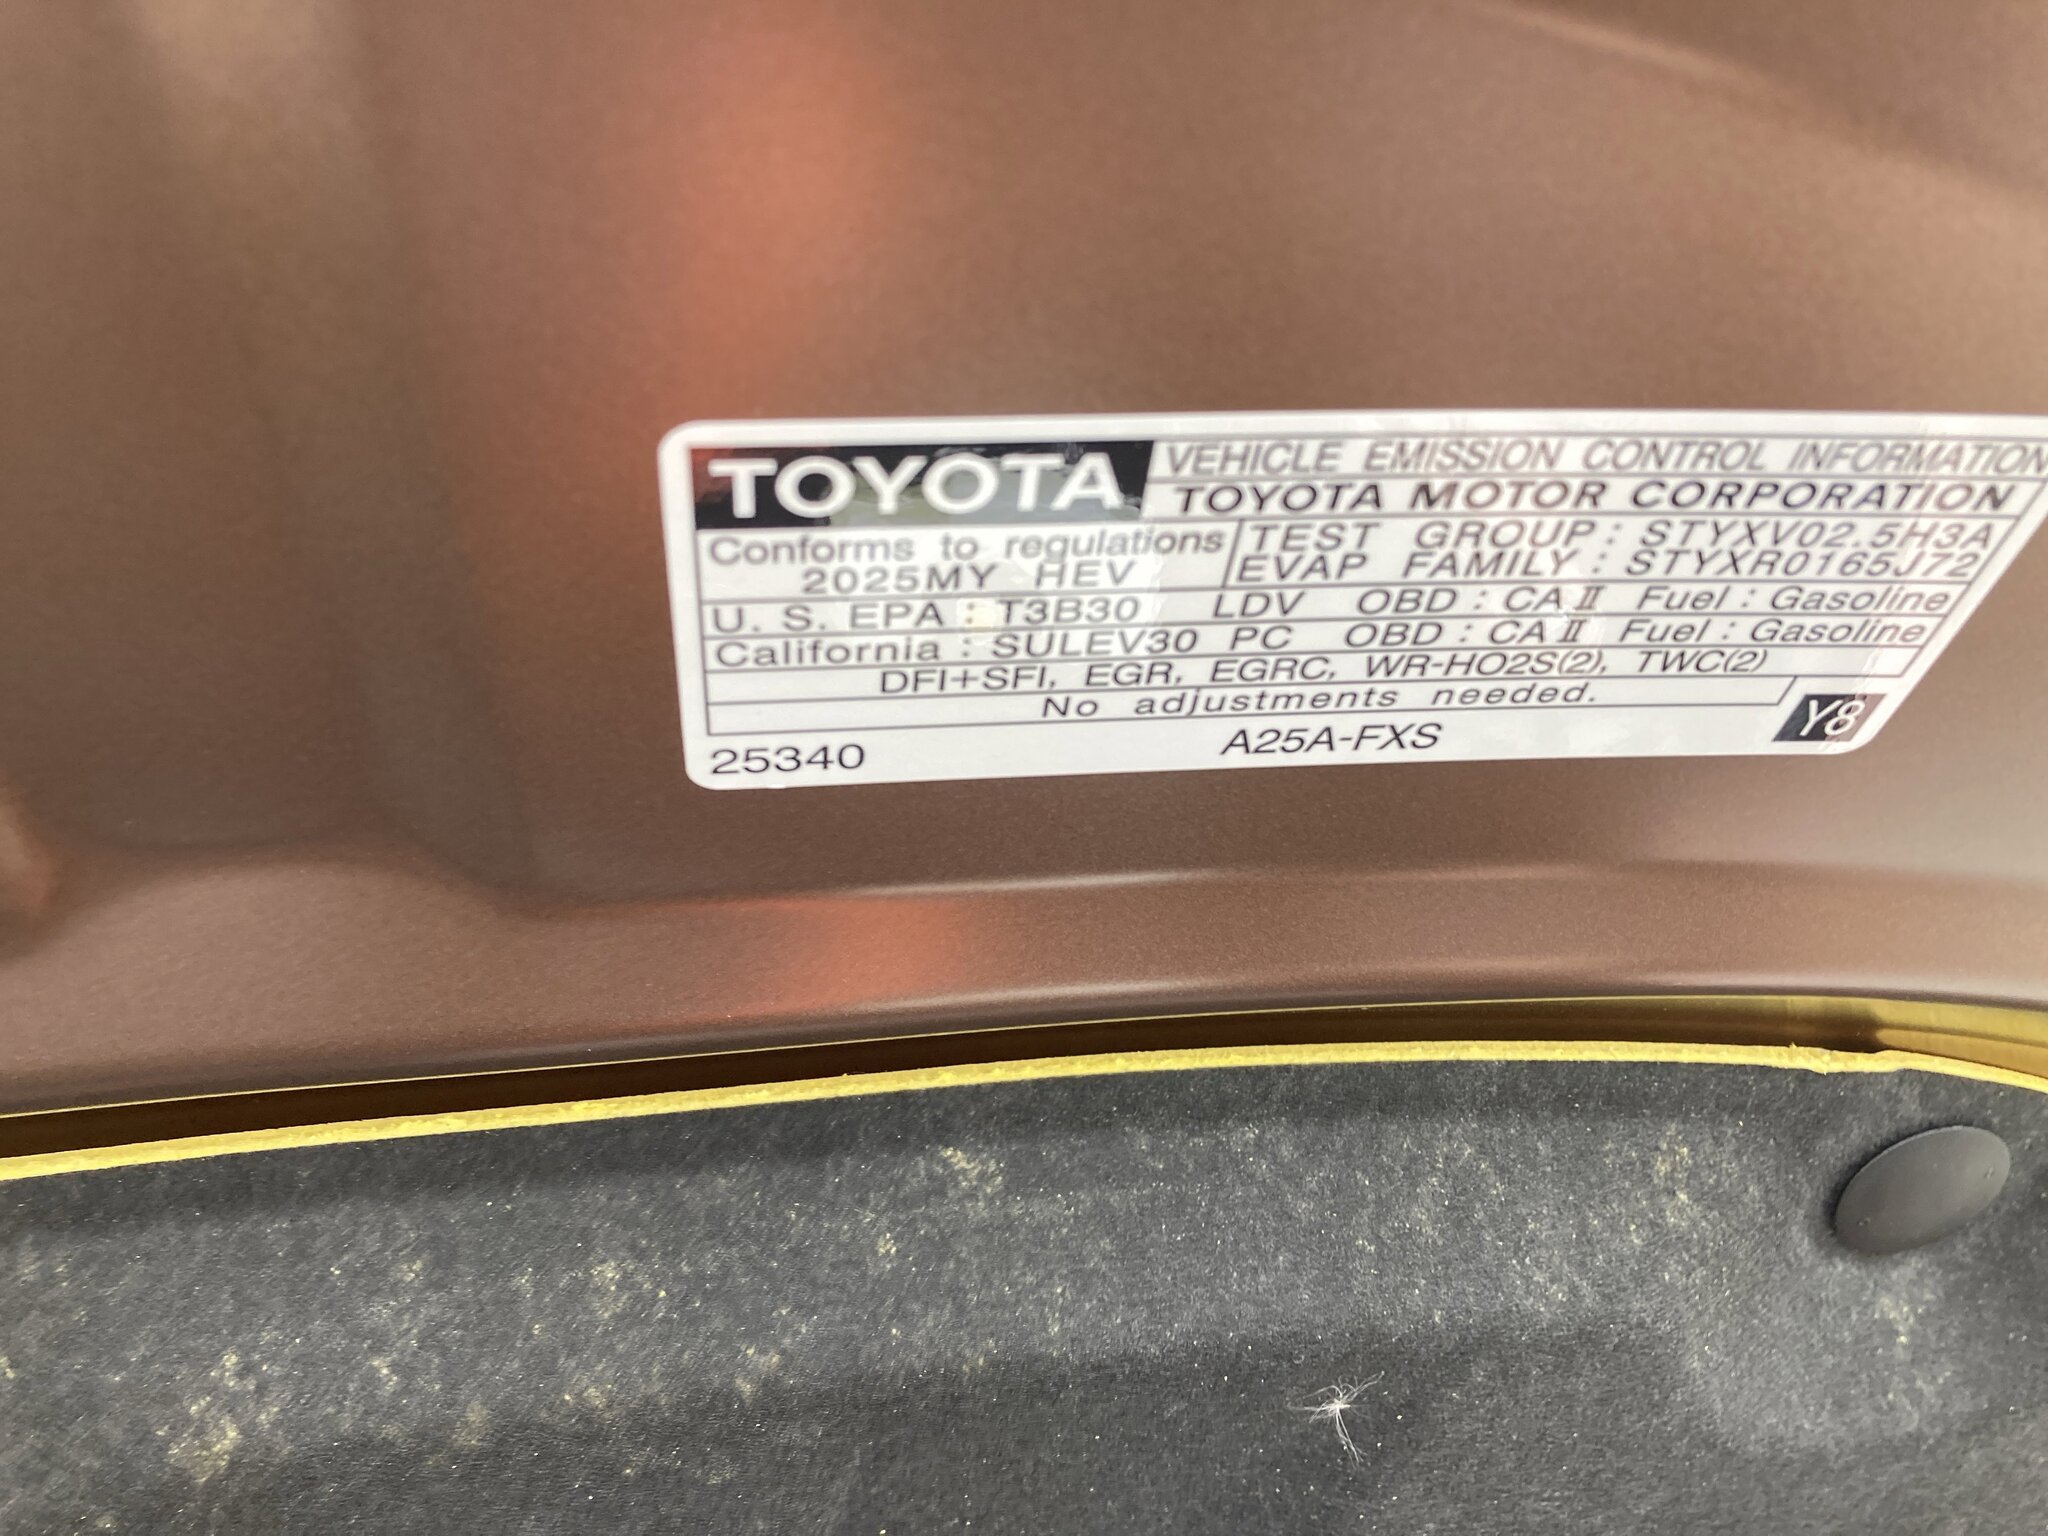 TOYOTA VEHICLE EMISSION CONTROL INFORMATION
TOYOTA MOTOR CORPORATION
Conforms to regulations
2025MY HEV
TEST GROUP : STYXV02.5H3A
EVAP FAMILY : STYXR0165J72
U. S. EPA : T3B30 LDV OBD : CAⅡ Fuel : Gasoline
California : SULEV30 PC OBD : CAⅡ Fuel : Gasoline
DFI+SFI, EGR, EGRC, WR-HO2S(2), TWC(2)
No adjustments needed.
25340 A25A-FXS Y8